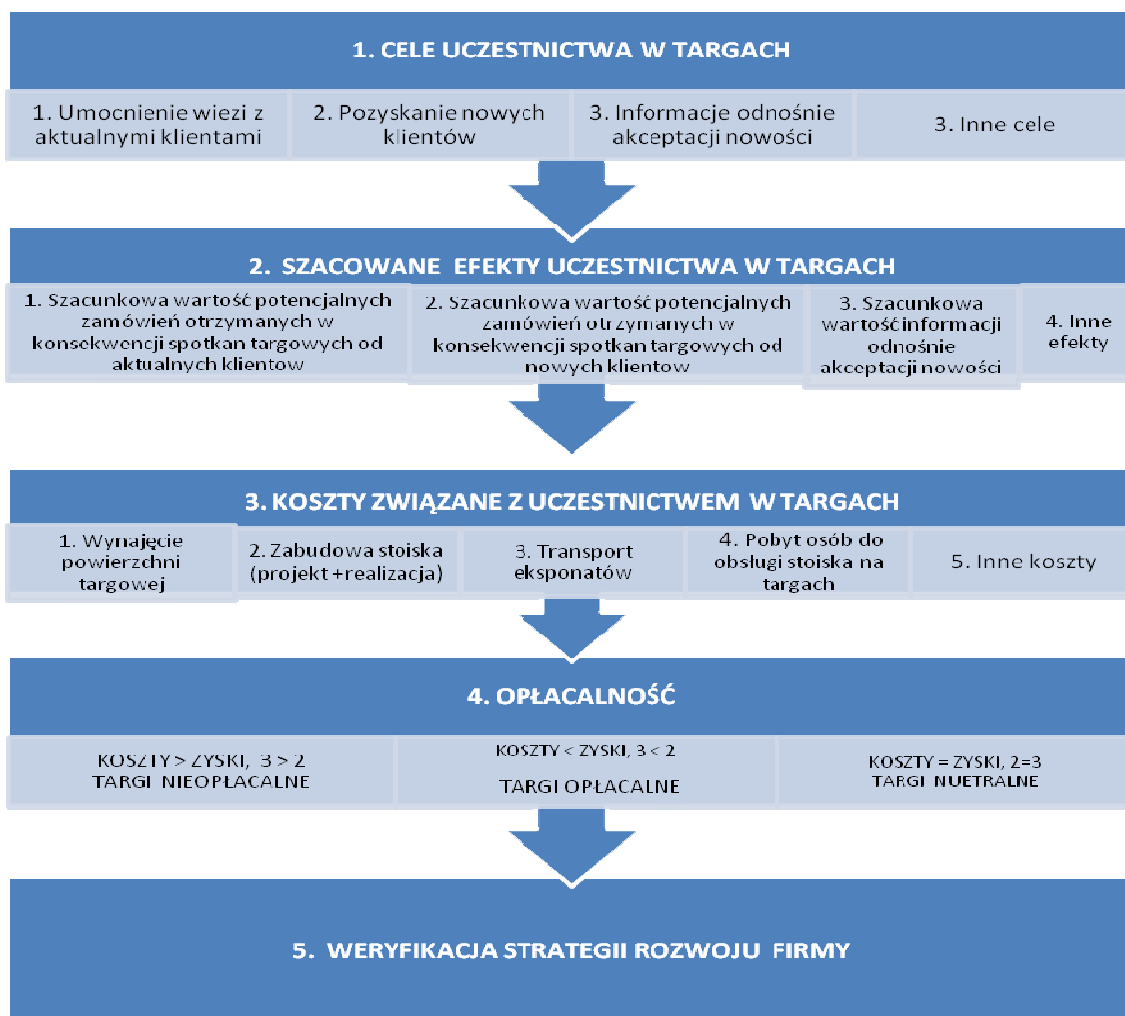 1. CELE UCZESTNICTWA W TARGACH
1. Umocnienie wiezi z
aktualnymi klientami
2. Pozyskanie nowych
klientów
3. Informacje odnośnie
akceptacji nowości
3. Inne cele
2. SZACOWANE EFEKTY UCZESTNICTWA W TARGACH
1. Szacunkowa wartość potencjalnych
zamówień otrzymanych w
konsekwencji spotkan targowych od
aktualnych klientow
2. Szacunkowa wartość potencjalnych
zamówień otrzymanych w
konsekwencji spotkan targowych od
nowych klientow
3. Szacunkowa
wartość informacji
odnośnie
akceptacji nowości
4. Inne
efekty
3. KOSZTY ZWIĄZANE Z UCZESTNICTWEM W TARGACH
1. Wynajęcie
powierzchni
targowej
2. Zabudowa stoiska
(projekt +realizacja)
3. Transport
eksponatów
4. Pobyt osób do
obsługi stoiska na
targach
5. Inne koszty
4. OPŁACALNOŚĆ
KOSZTY > ZYSKI, 3 > 2
TARGI NIEOPŁACALNE
KOSZTY < ZYSKI, 3 < 2
TARGI OPŁACALNE
KOSZTY = ZYSKI, 2=3
TARGI NUETRALNE
5. WERYFIKACJA STRATEGII ROZWOJU FIRMY